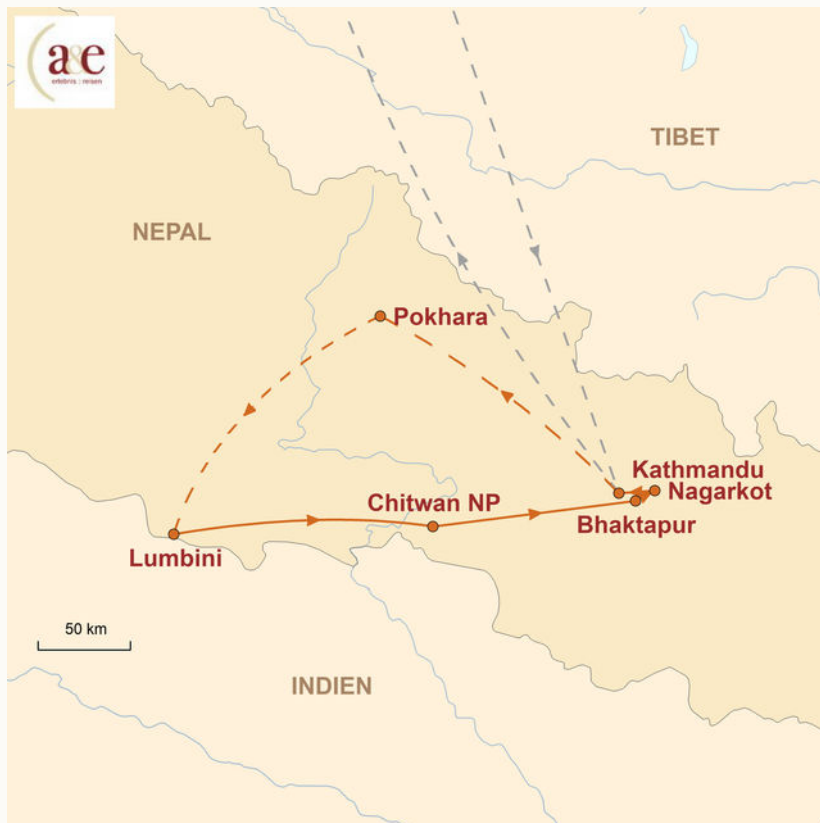 a&e
erlebnis : reisen
TIBET
NEPAL
Pokhara
Kathmandu
Nagarkot
Chitwan NP
Bhaktapur
Lumbini
50 km
INDIEN